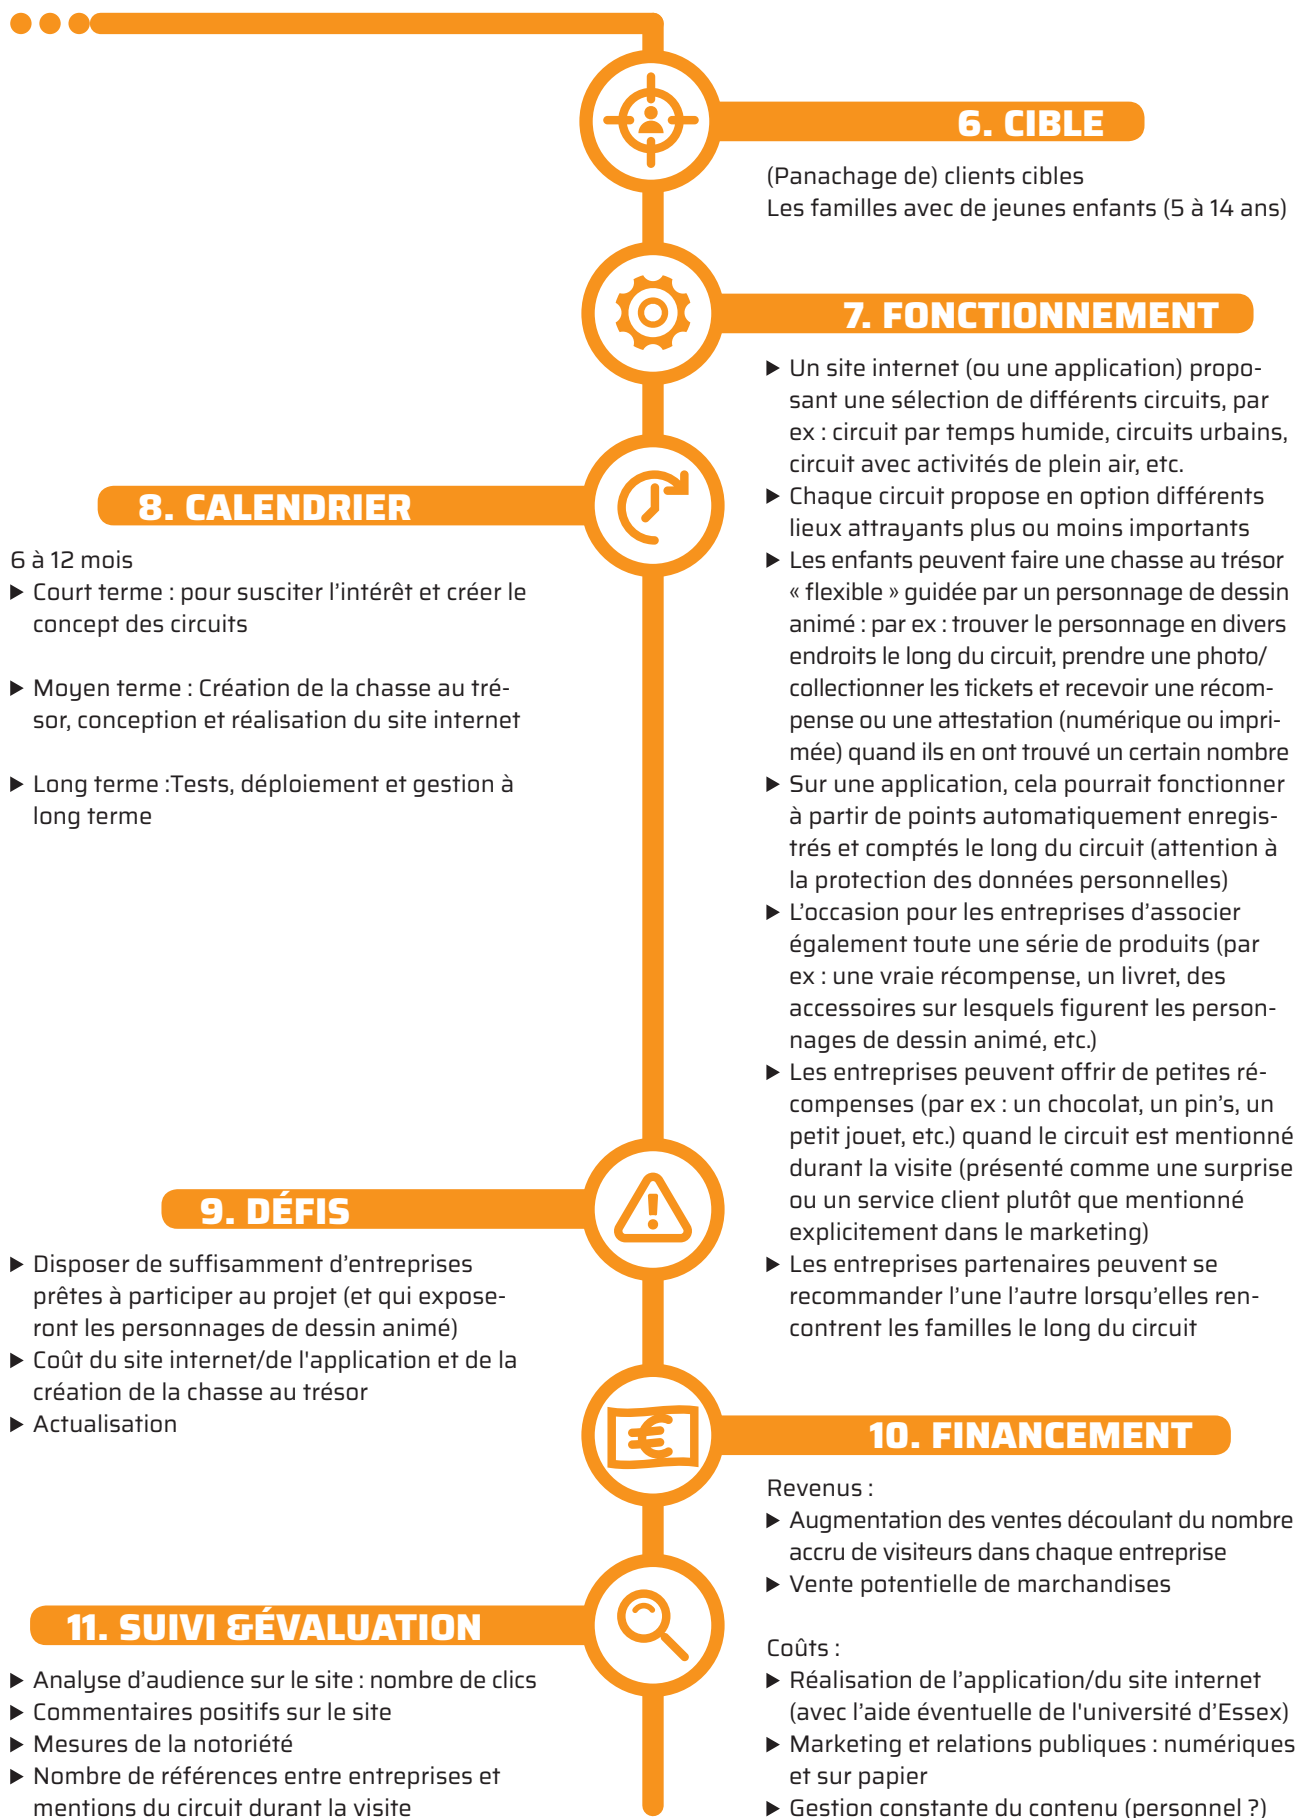 6. CIBLE
(Panachage de) clients cibles
Les familles avec de jeunes enfants (5 à 14 ans)
7. FONCTIONNEMENT
▶ Un site internet (ou une application) propo-
sant une sélection de différents circuits, par
ex : circuit par temps humide, circuits urbains,
circuit avec activités de plein air, etc.
▶ Chaque circuit propose en option différents
lieux attrayants plus ou moins importants
▶ Les enfants peuvent faire une chasse au trésor
« flexible » guidée par un personnage de dessin
animé : par ex : trouver le personnage en divers
endroits le long du circuit, prendre une photo/
collectionner les tickets et recevoir une récom-
pense ou une attestation (numérique ou impri-
mée) quand ils en ont trouvé un certain nombre
▶ Sur une application, cela pourrait fonctionner
à partir de points automatiquement enregis-
trés et comptés le long du circuit (attention à
la protection des données personnelles)
▶ L’occasion pour les entreprises d’associer
également toute une série de produits (par
ex : une vraie récompense, un livret, des
accessoires sur lesquels figurent les person-
nages de dessin animé, etc.)
▶ Les entreprises peuvent offrir de petites ré-
compenses (par ex : un chocolat, un pin’s, un
petit jouet, etc.) quand le circuit est mentionné
durant la visite (présenté comme une surprise
ou un service client plutôt que mentionné
explicitement dans le marketing)
▶ Les entreprises partenaires peuvent se
recommander l’une l’autre lorsqu’elles ren-
contrent les familles le long du circuit
8. CALENDRIER
6 à 12 mois
▶ Court terme : pour susciter l’intérêt et créer le
concept des circuits
▶ Moyen terme : Création de la chasse au tré-
sor, conception et réalisation du site internet
▶ Long terme :Tests, déploiement et gestion à
long terme
9. DÉFIS
▶ Disposer de suffisamment d’entreprises
prêtes à participer au projet (et qui expose-
ront les personnages de dessin animé)
▶ Coût du site internet/de l'application et de la
création de la chasse au trésor
▶ Actualisation
10. FINANCEMENT
Revenus :
▶ Augmentation des ventes découlant du nombre
accru de visiteurs dans chaque entreprise
▶ Vente potentielle de marchandises
Coûts :
▶ Réalisation de l’application/du site internet
(avec l’aide éventuelle de l'université d’Essex)
▶ Marketing et relations publiques : numériques
et sur papier
▶ Gestion constante du contenu (personnel ?)
11. SUIVI &ÉVALUATION
▶ Analyse d’audience sur le site : nombre de clics
▶ Commentaires positifs sur le site
▶ Mesures de la notoriété
▶ Nombre de références entre entreprises et
mentions du circuit durant la visite